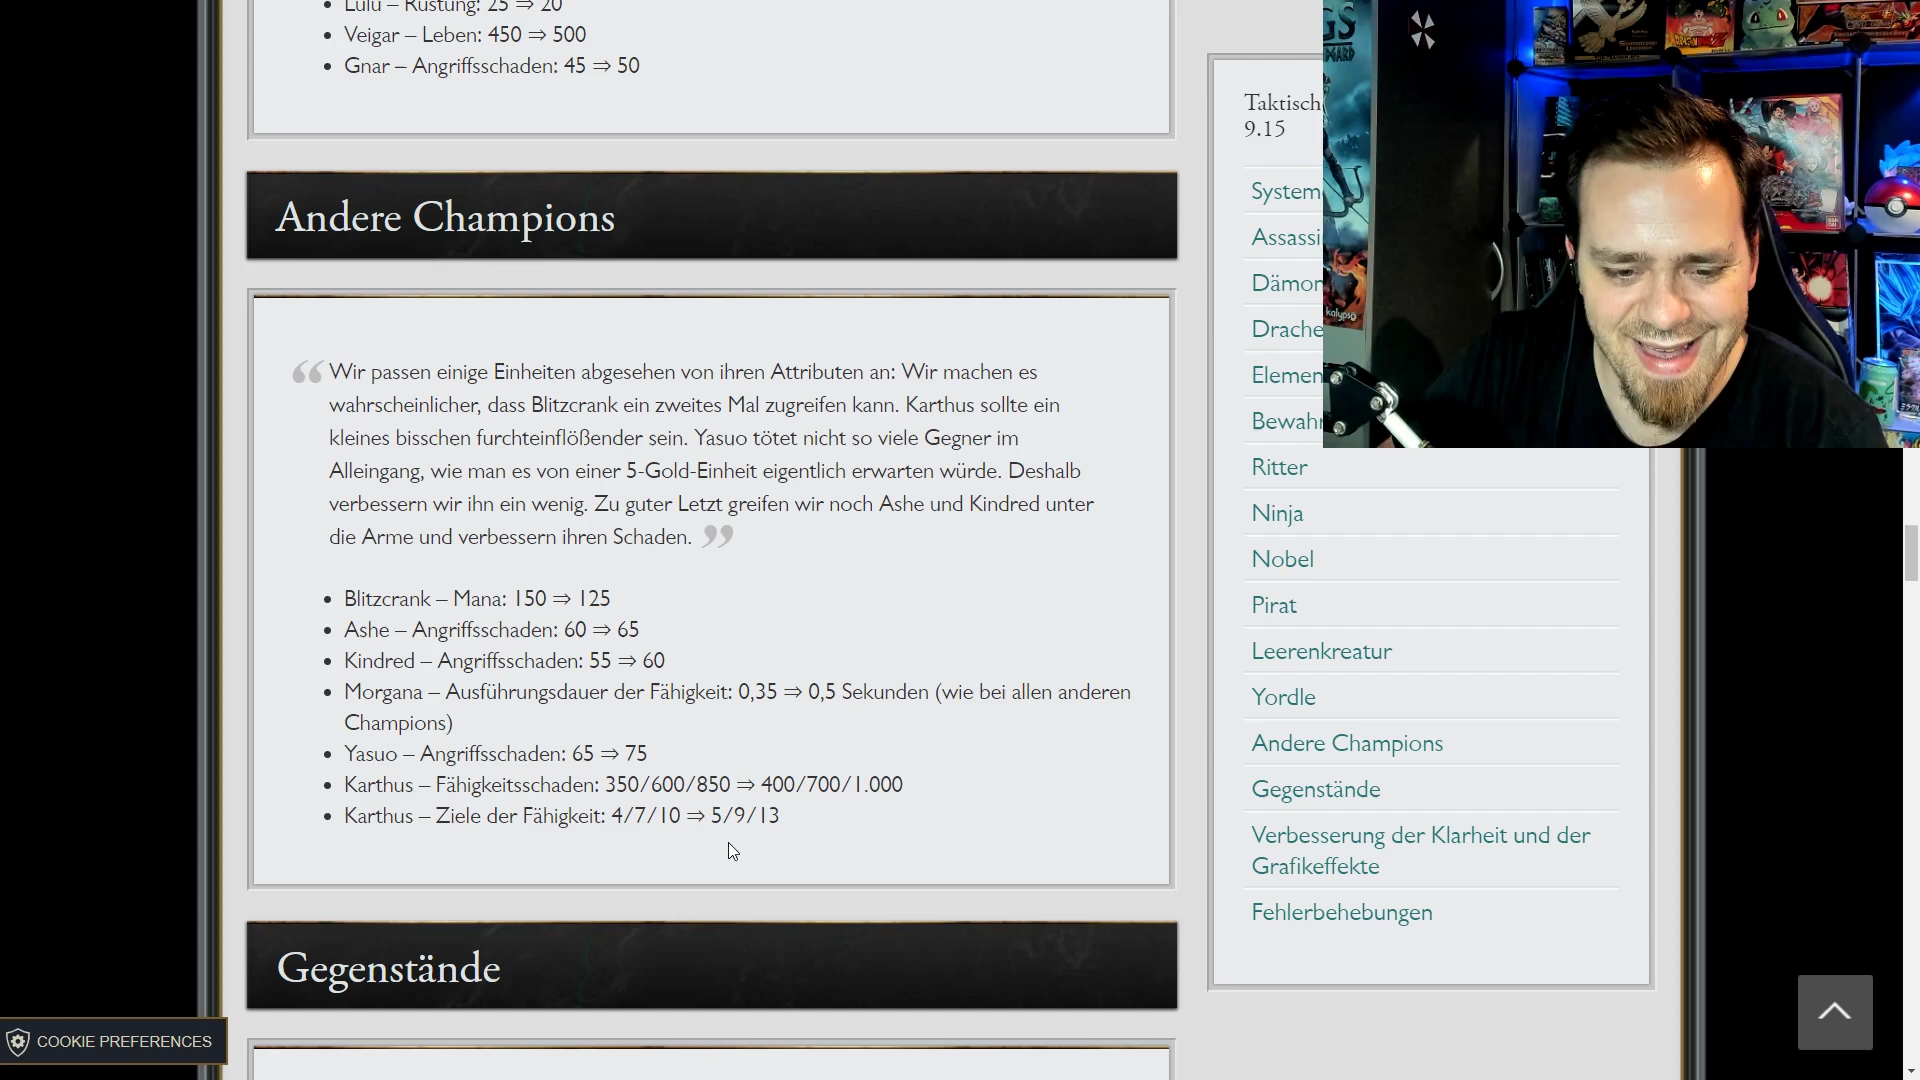 Lulu – Rüstung: 25 ⇒ 20
Veigar – Leben: 450 ⇒ 500
Gnar – Angriffsschaden: 45 ⇒ 50
Andere Champions
Wir passen einige Einheiten abgesehen von ihren Attributen an: Wir machen es
wahrscheinlicher, dass Blitzcrank ein zweites Mal zugreifen kann. Karthus sollte ein
kleines bisschen furchteinflößender sein. Yasuo tötet nicht so viele Gegner im
Alleingang, wie man es von einer 5-Gold-Einheit eigentlich erwarten würde. Deshalb
verbessern wir ihn ein wenig. Zu guter Letzt greifen wir noch Ashe und Kindred unter
die Arme und verbessern ihren Schaden.
Blitzcrank – Mana: 150 ⇒ 125
Ashe – Angriffsschaden: 60 ⇒ 65
Kindred – Angriffsschaden: 55 ⇒ 60
Morgana – Ausführungsdauer der Fähigkeit: 0,35 ⇒ 0,5 Sekunden (wie bei allen anderen
Champions)
Yasuo – Angriffsschaden: 65 ⇒ 75
Karthus – Fähigkeitsschaden: 350/600/850 ⇒ 400/700/1.000
Karthus – Ziele der Fähigkeit: 4/7/10 ⇒ 5/9/13
Gegenstände
COOKIE PREFERENCES
Taktisch
9.15
System
Assassi
Dämon
Drache
Elemen
Bewahr
Ritter
Ninja
Nobel
Pirat
Leerenkreatur
Yordle
Andere Champions
Gegenstände
Verbesserung der Klarheit und der
Grafikeffekte
Fehlerbehebungen
GS
kalypso